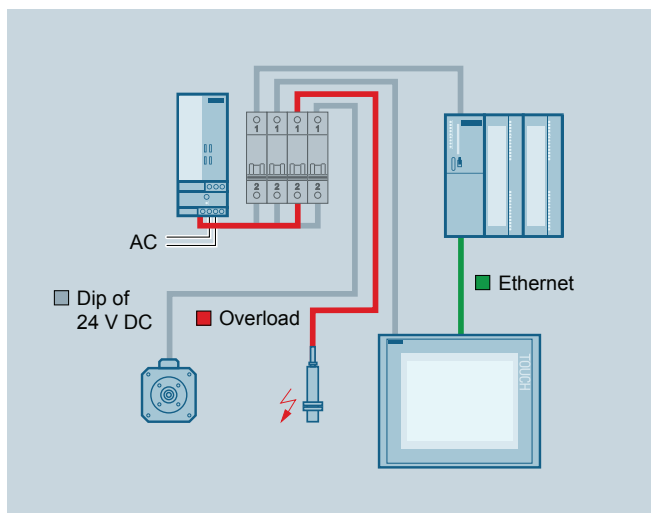 1 1 1 1
2 2 2 2
AC
Dip of
24 V DC
Overload
Ethernet
TOUCH